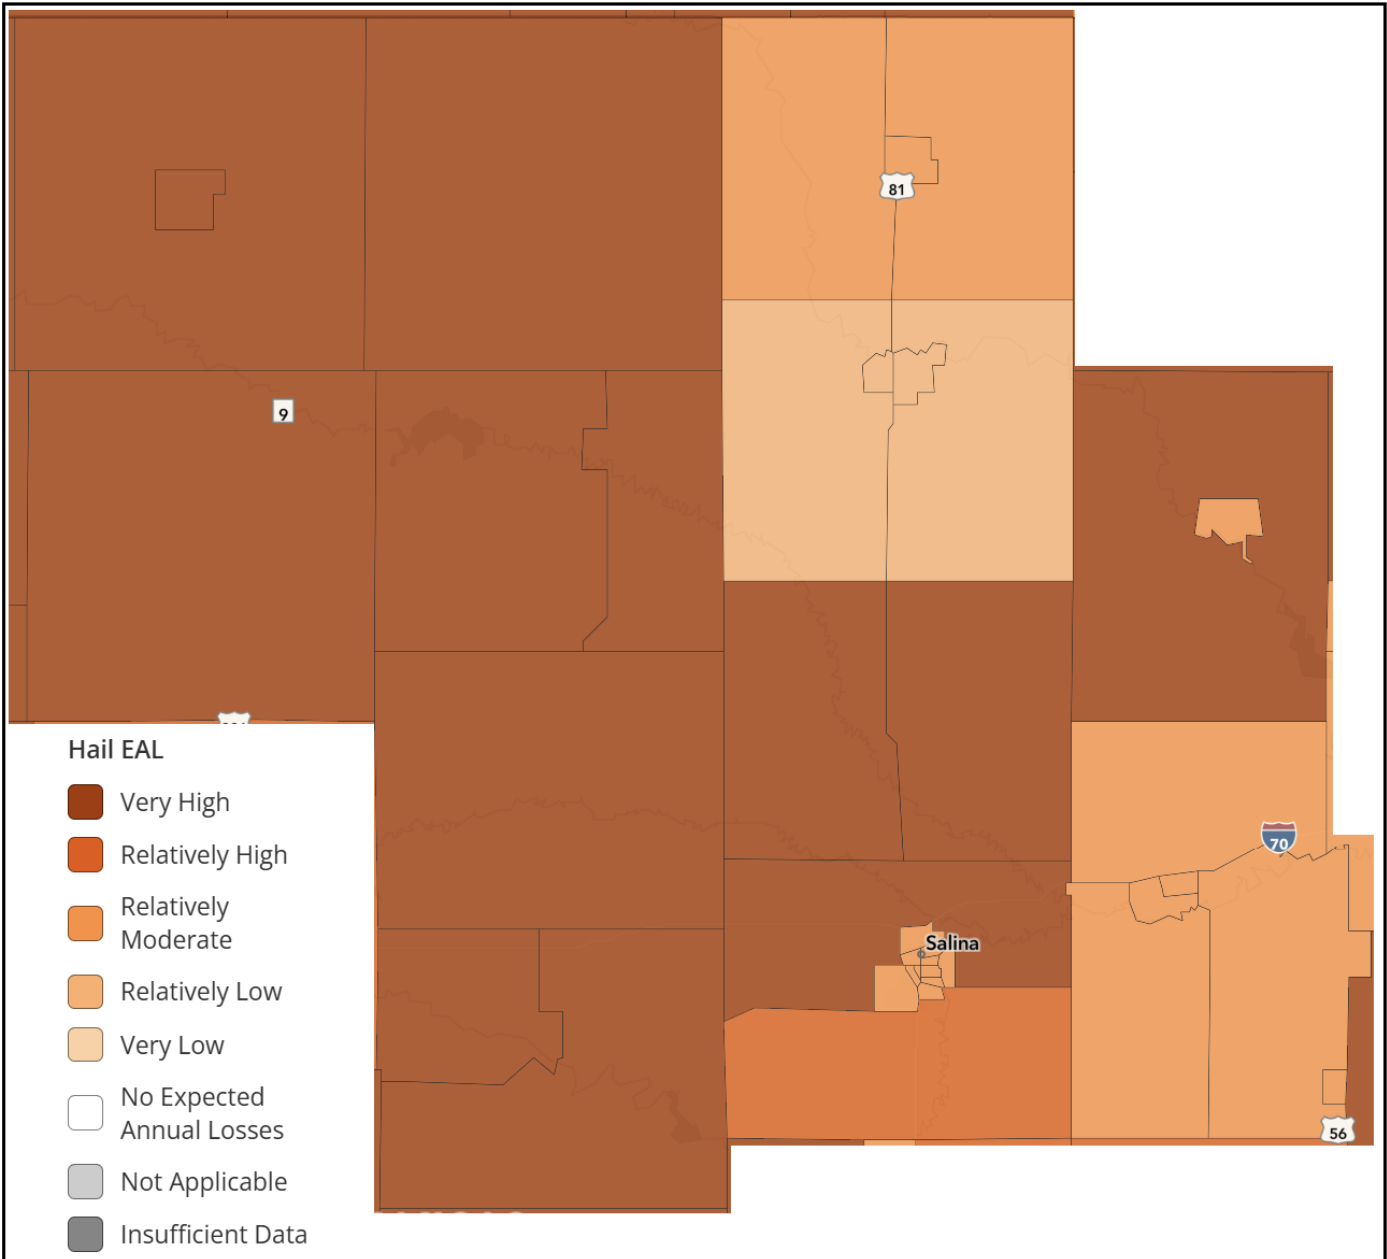 81
9
Hail EAL
Very High
Relatively High
Relatively
Moderate
Relatively Low
Very Low
No Expected
Annual Losses
Not Applicable
Insufficient Data
70
Salina
56